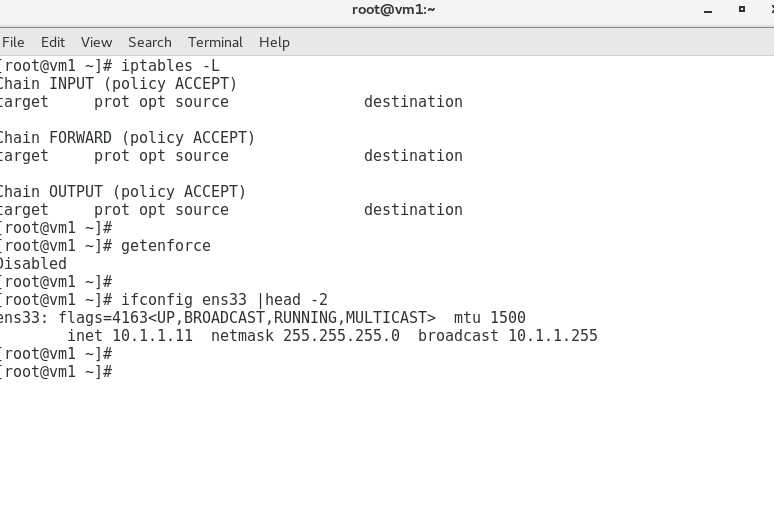 root@vm1:~
File Edit View Search Terminal Help
[root@vm1 ~]# iptables -L
Chain INPUT (policy ACCEPT)
target     prot opt source               destination
Chain FORWARD (policy ACCEPT)
target     prot opt source               destination
Chain OUTPUT (policy ACCEPT)
target     prot opt source               destination
[root@vm1 ~]#
[root@vm1 ~]# getenforce
Disabled
[root@vm1 ~]#
[root@vm1 ~]# ifconfig ens33 |head -2
ens33: flags=4163<UP,BROADCAST,RUNNING,MULTICAST>  mtu 1500
        inet 10.1.1.11  netmask 255.255.255.0  broadcast 10.1.1.255
[root@vm1 ~]#
[root@vm1 ~]#